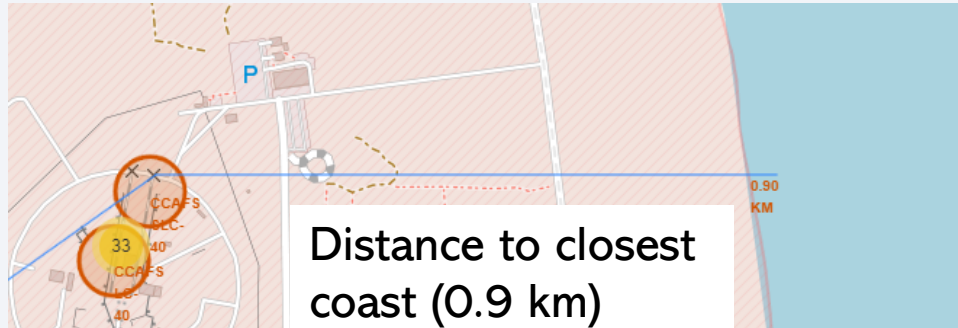 P
0.90
KM
CCAFS
SLC-
40
33
CCAFS
LC-
40
Distance to closest
coast (0.9 km)